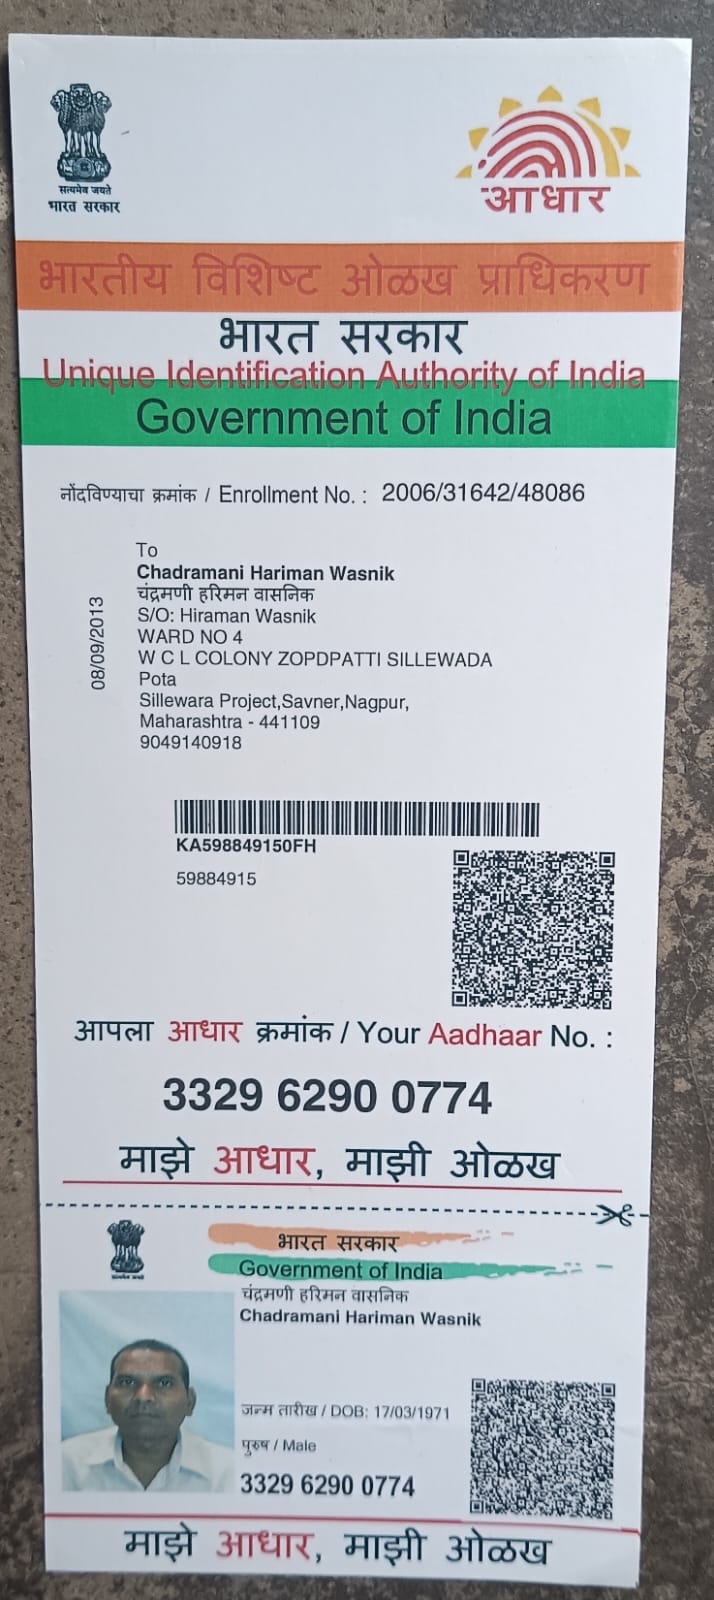 सत्यमेव जयते
भारत सरकार
आधार
भारतीय विशिष्ट ओळख प्राधिकरण
भारत सरकार
Unique Identification Authority of India
Government of India
नोंदविण्याचा क्रमांक / Enrollment No. : 2006/31642/48086
08/09/2013
To
Chadramani Hariman Wasnik
चंद्रमणी हरिमन वासनिक
S/O: Hiraman Wasnik
WARD NO 4
W C L COLONY ZOPDPATTI SILLEWADA
Pota
Sillewara Project,Savner,Nagpur,
Maharashtra - 441109
9049140918
KA598849150FH
59884915
आपला आधार क्रमांक / Your Aadhaar No. :
3329 6290 0774
माझे आधार, माझी ओळख
भारत सरकार
Government of India
चंद्रमणी हरिमन वासनिक
Chadramani Hariman Wasnik
जन्म तारीख / DOB: 17/03/1971
पुरुष / Male
3329 6290 0774
माझे आधार, माझी ओळख